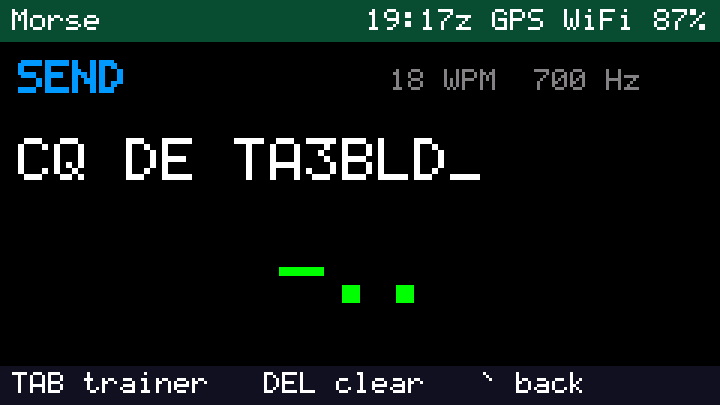 Morse 19:17z GPS WiFi 87%
SEND 18 WPM 700 Hz
CQ DE TA3BLD_
-..
TAB trainer DEL clear ` back